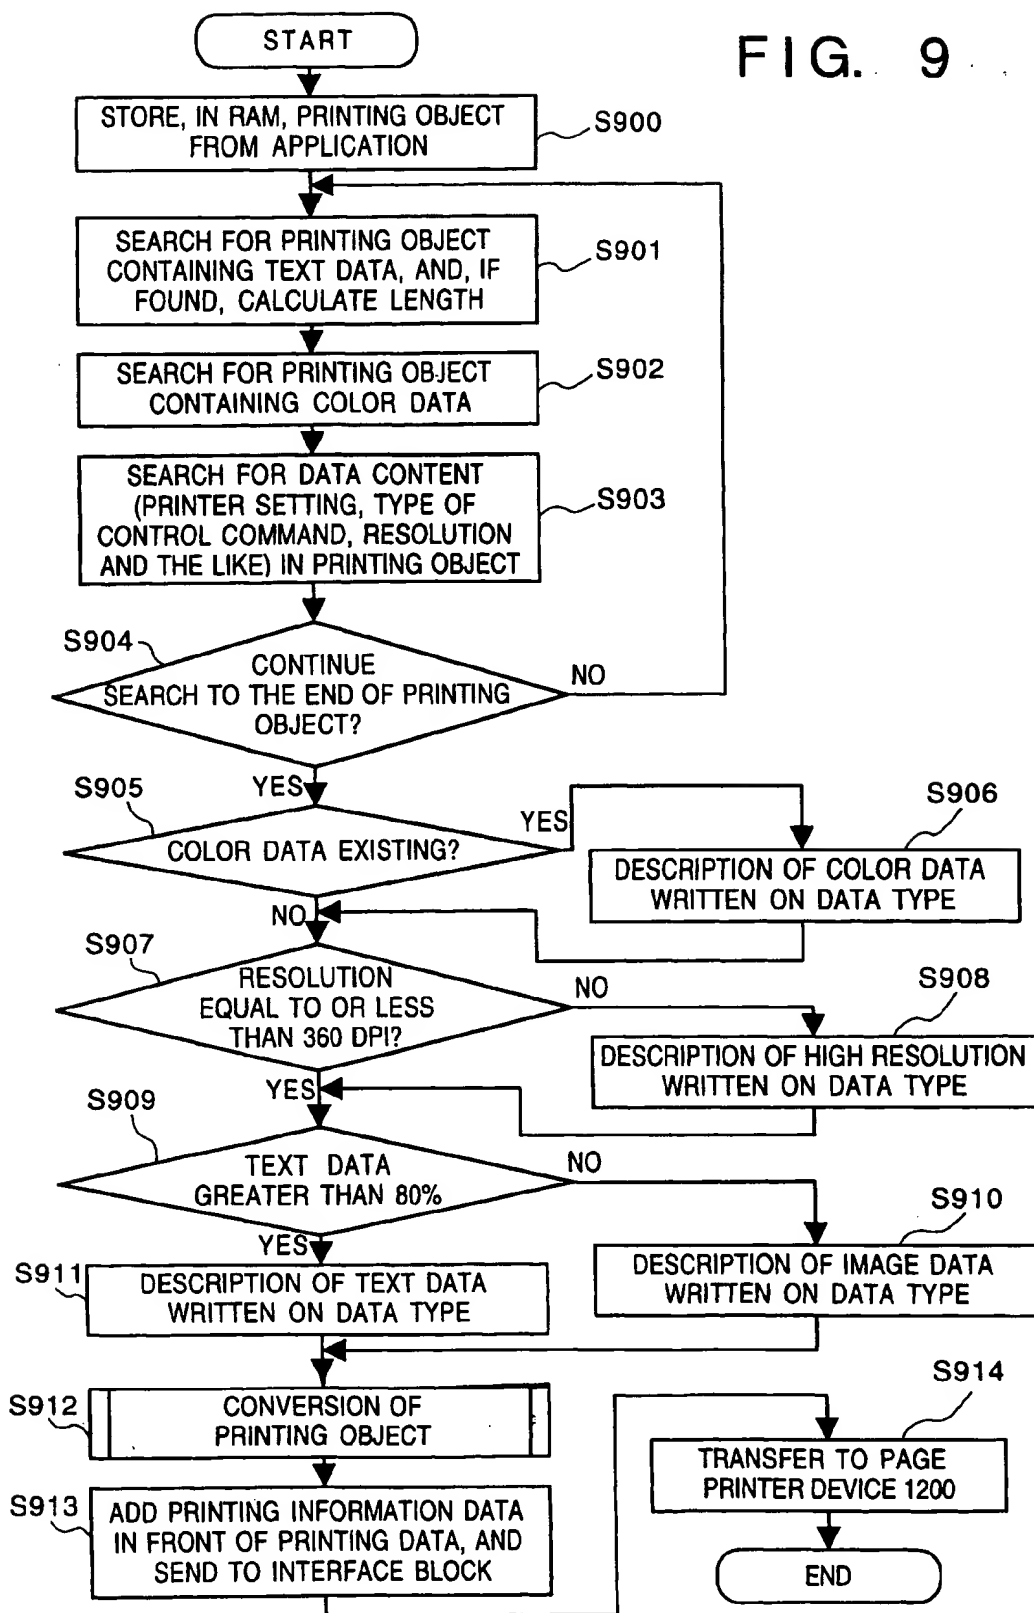 FIG. 9
START
STORE, IN RAM, PRINTING OBJECT
FROM APPLICATION
S900
SEARCH FOR PRINTING OBJECT
CONTAINING TEXT DATA, AND, IF
FOUND, CALCULATE LENGTH
S901
SEARCH FOR PRINTING OBJECT
CONTAINING COLOR DATA
S902
SEARCH FOR DATA CONTENT
(PRINTER SETTING, TYPE OF
CONTROL COMMAND, RESOLUTION
AND THE LIKE) IN PRINTING OBJECT
S903
S904
CONTINUE
SEARCH TO THE END OF PRINTING
OBJECT?
NO
YES
S905
COLOR DATA EXISTING?
YES
S906
DESCRIPTION OF COLOR DATA
WRITTEN ON DATA TYPE
NO
S907
RESOLUTION
EQUAL TO OR LESS
THAN 360 DPI?
NO
S908
DESCRIPTION OF HIGH RESOLUTION
WRITTEN ON DATA TYPE
YES
S909
TEXT DATA
GREATER THAN 80%
NO
S910
DESCRIPTION OF IMAGE DATA
WRITTEN ON DATA TYPE
YES
S911
DESCRIPTION OF TEXT DATA
WRITTEN ON DATA TYPE
S912
CONVERSION OF
PRINTING OBJECT
S913
ADD PRINTING INFORMATION DATA
IN FRONT OF PRINTING DATA, AND
SEND TO INTERFACE BLOCK
S914
TRANSFER TO PAGE
PRINTER DEVICE 1200
END